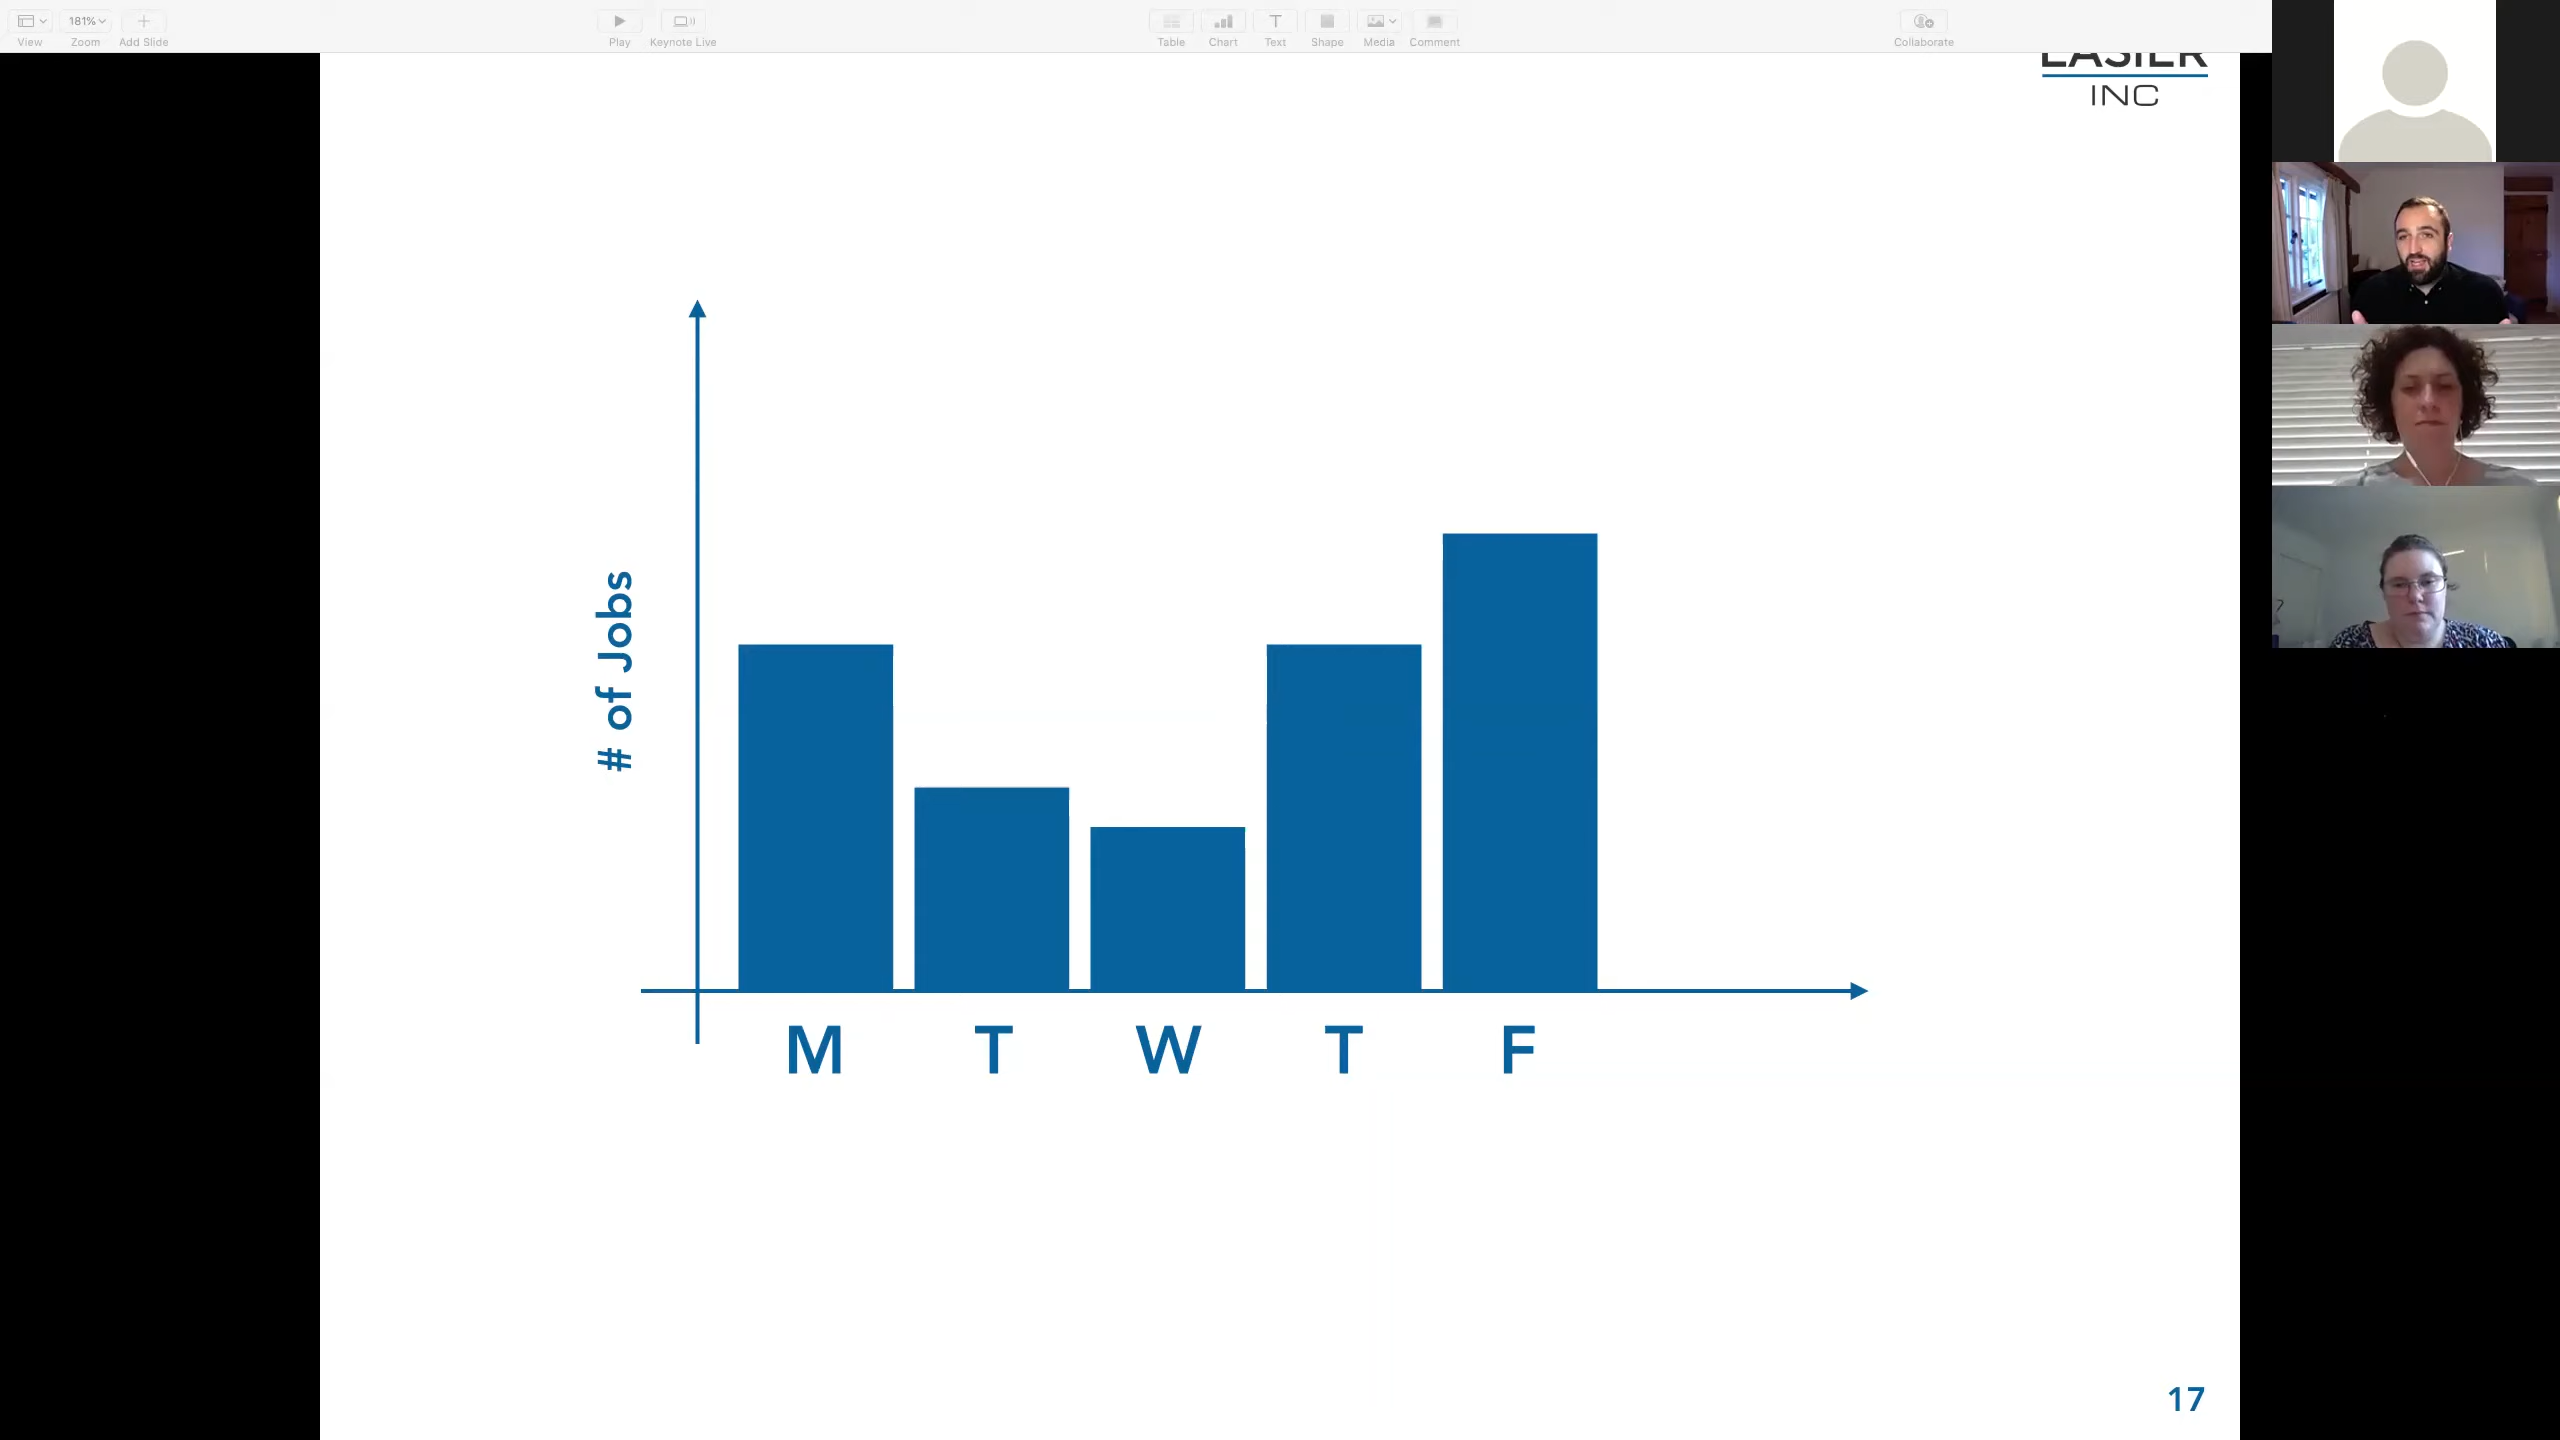 181%
View
Zoom
Add Slide
Play
Keynote Live
Table
Chart
Text
Shape
Media
Comment
Collaborate
EASIER
INC
# of Jobs
M T W T F
17